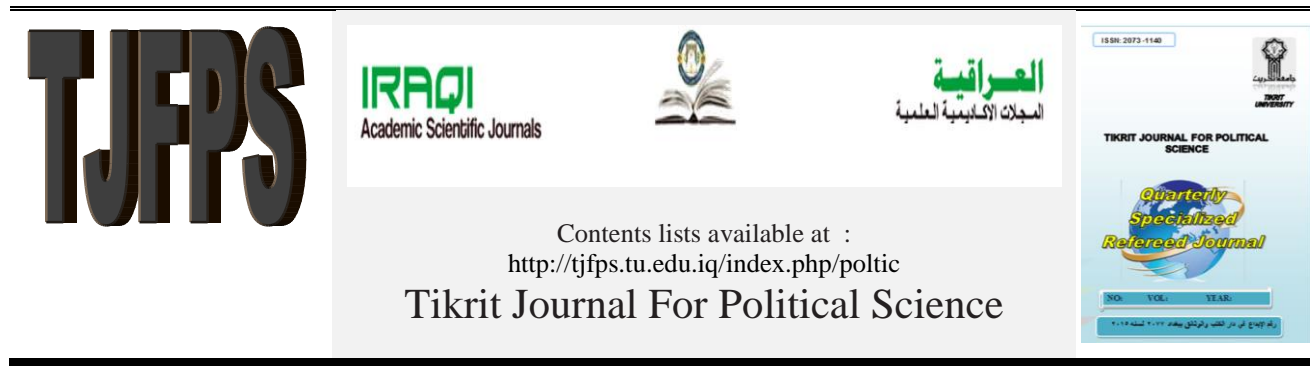 TJFPS
IRAQI
Academic Scientific Journals
العـــراقية
المجلات الاكاديمية العلمية
Contents lists available at :
http://tjfps.tu.edu.iq/index.php/poltic
Tikrit Journal For Political Science
ISSN: 2073-1140
TIKRIT
UNIVERSITY
TIKRIT JOURNAL FOR POLITICAL
SCIENCE
Quarterly
Specialized
Refereed Journal
NO: VOL: YEAR: